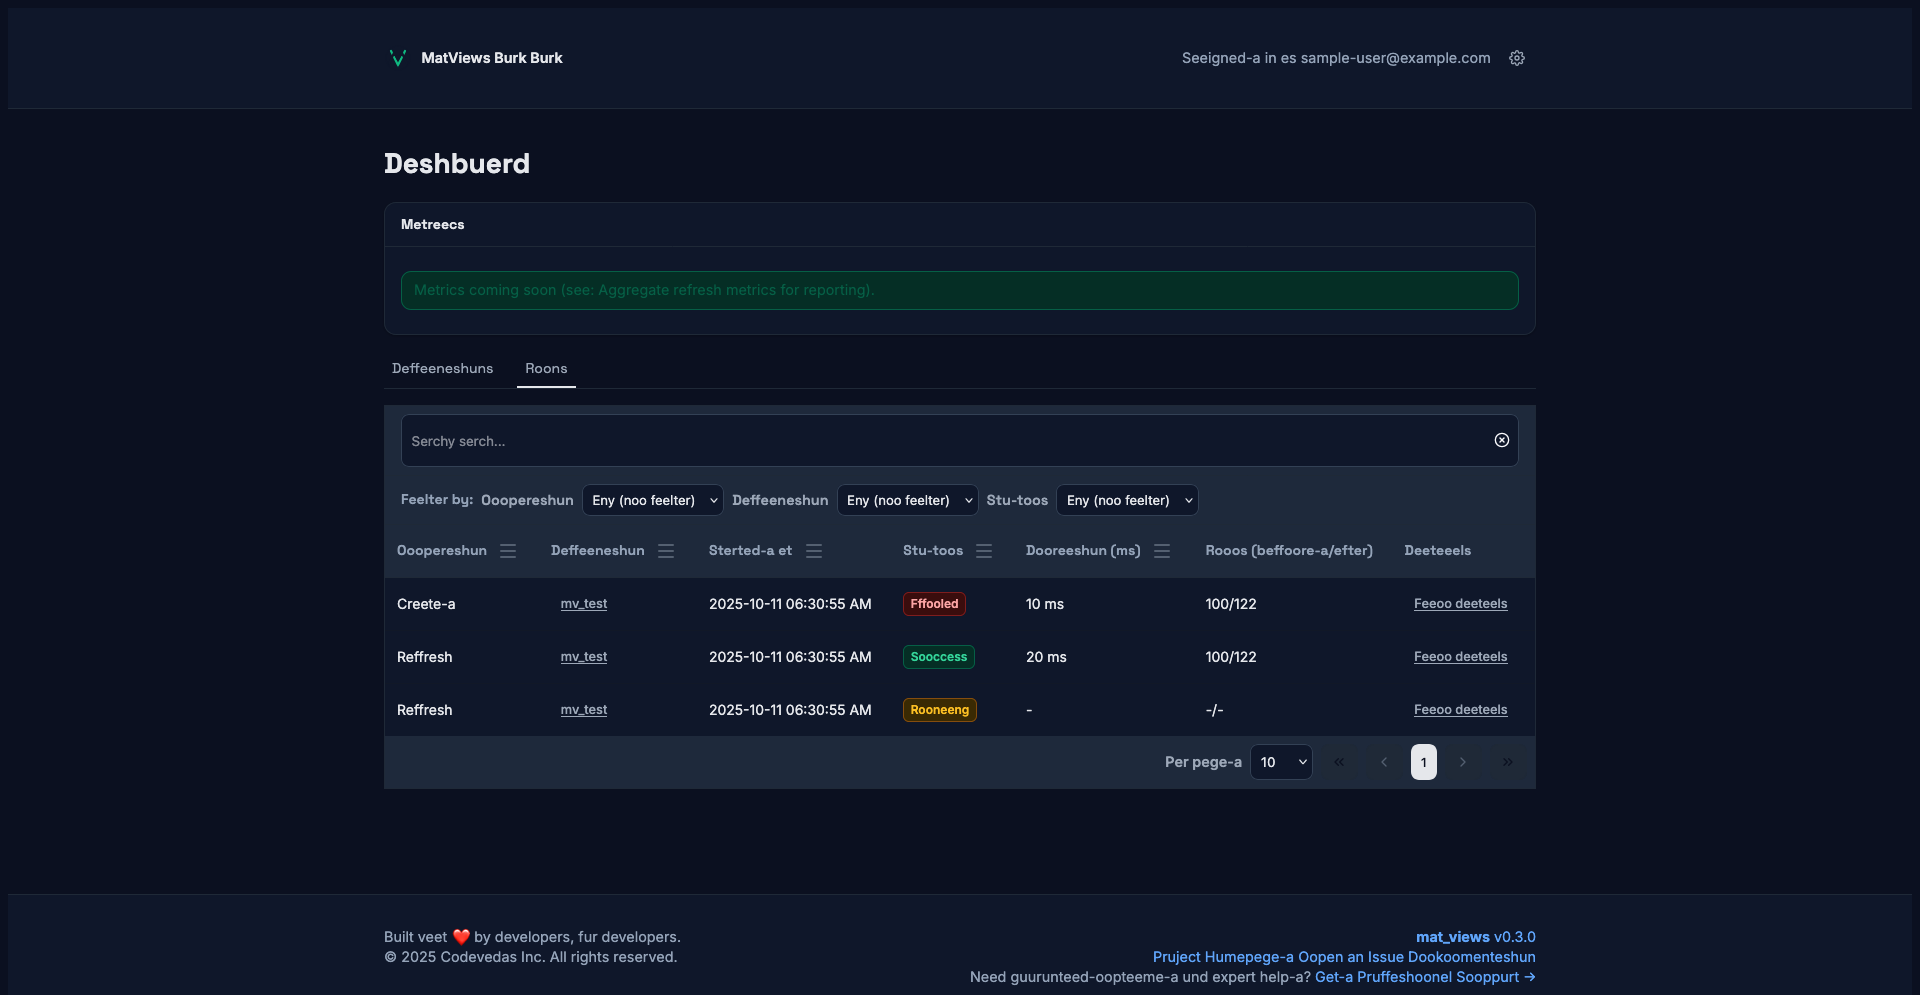 MatViews Burk Burk
Seeigned-a in es sample-user@example.com
Deshbuerd
Metreecs
Metrics coming soon (see: Aggregate refresh metrics for reporting).
Deffeeneshuns Roons
Serchy serch...
Feelter by: Ooopereshun Eny (noo feelter) Deffeeneshun Eny (noo feelter) Stu-toos Eny (noo feelter)
Ooopereshun Deffeeneshun Sterted-a et Stu-toos Dooreeshun (ms) Rooos (beffoore-a/efter) Deeteeels
Creete-a mv_test 2025-10-11 06:30:55 AM Fffooled 10 ms 100/122 Feeoo deeteels
Reffresh mv_test 2025-10-11 06:30:55 AM Sooccess 20 ms 100/122 Feeoo deeteels
Reffresh mv_test 2025-10-11 06:30:55 AM Rooneeng - -/- Feeoo deeteels
Per pege-a 10 « ‹ 1 › »
Built veet ❤️ by developers, fur developers.
© 2025 Codevedas Inc. All rights reserved.
mat_views v0.3.0
Pruject Humepege-a Oopen an Issue Dookoomenteshun
Need guurunteed-oopteeme-a und expert help-a? Get-a Pruffeshoonel Sooppurt →